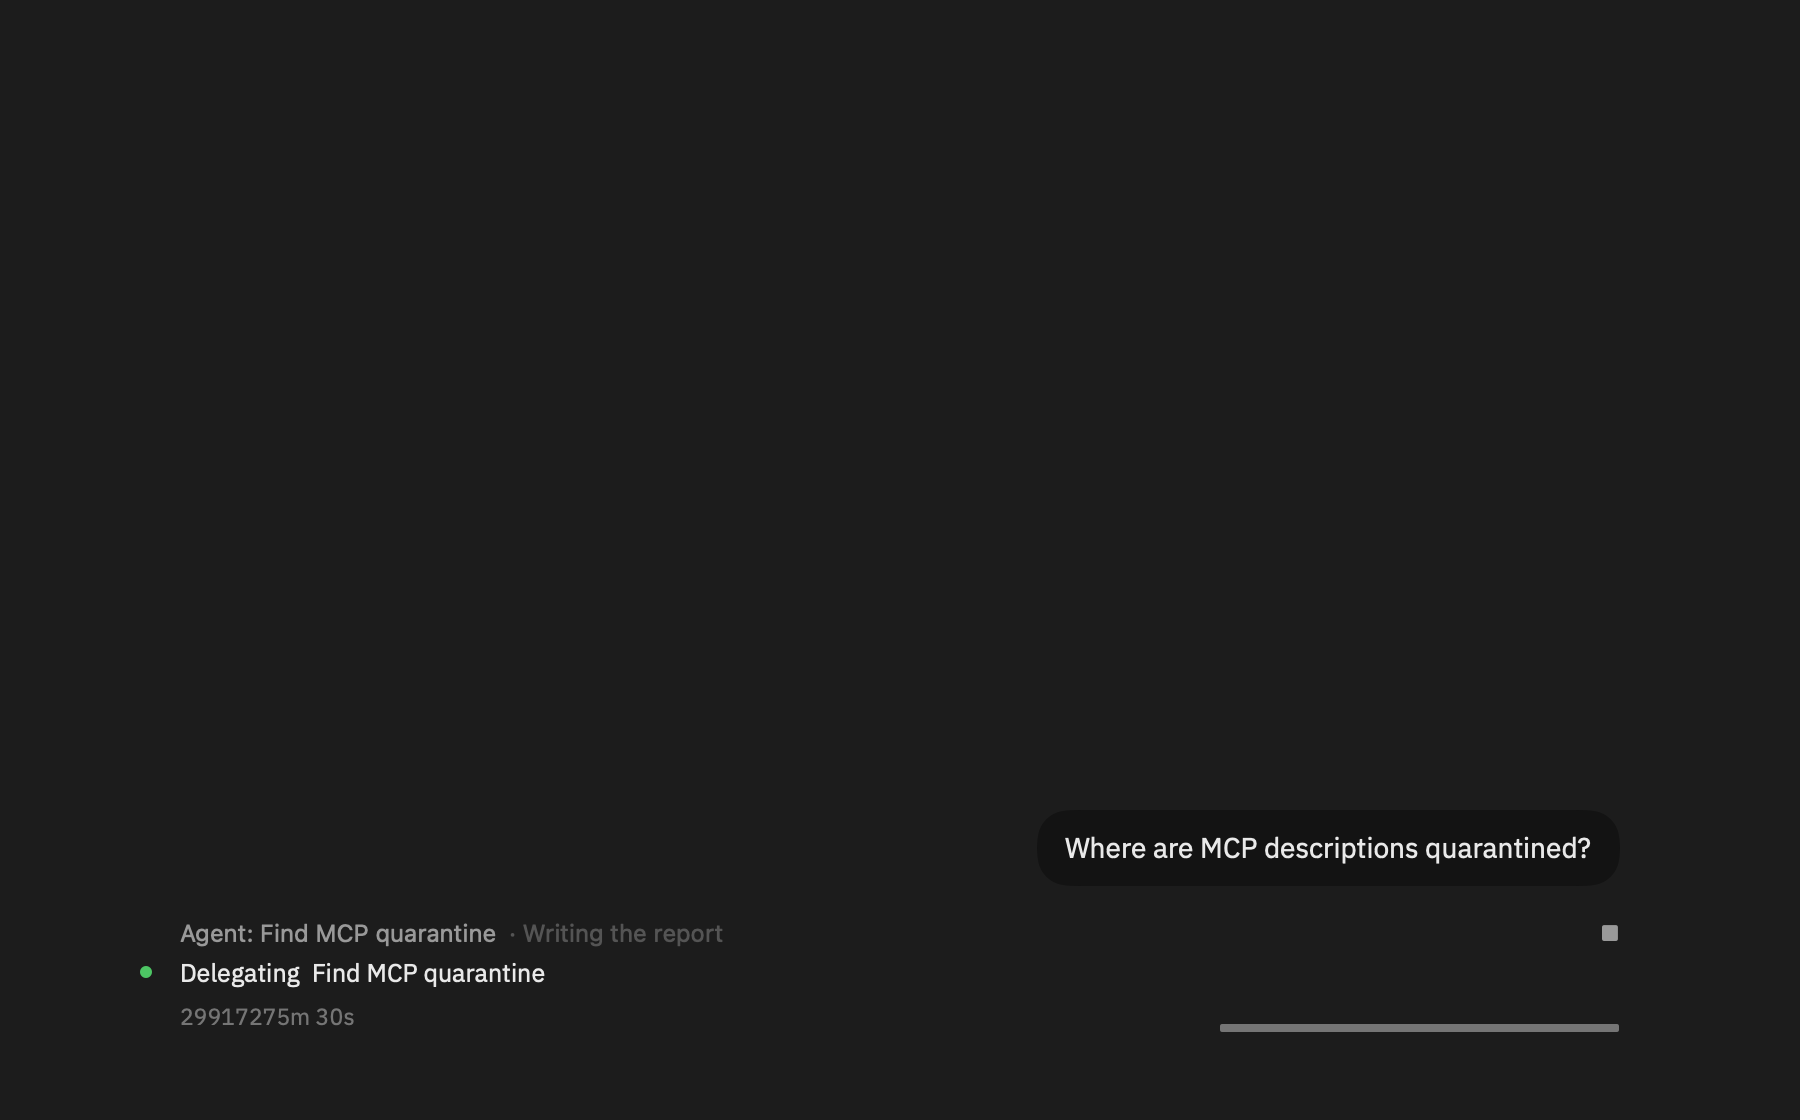 Where are MCP descriptions quarantined?
Agent: Find MCP quarantine · Writing the report
Delegating Find MCP quarantine
29917275m 30s